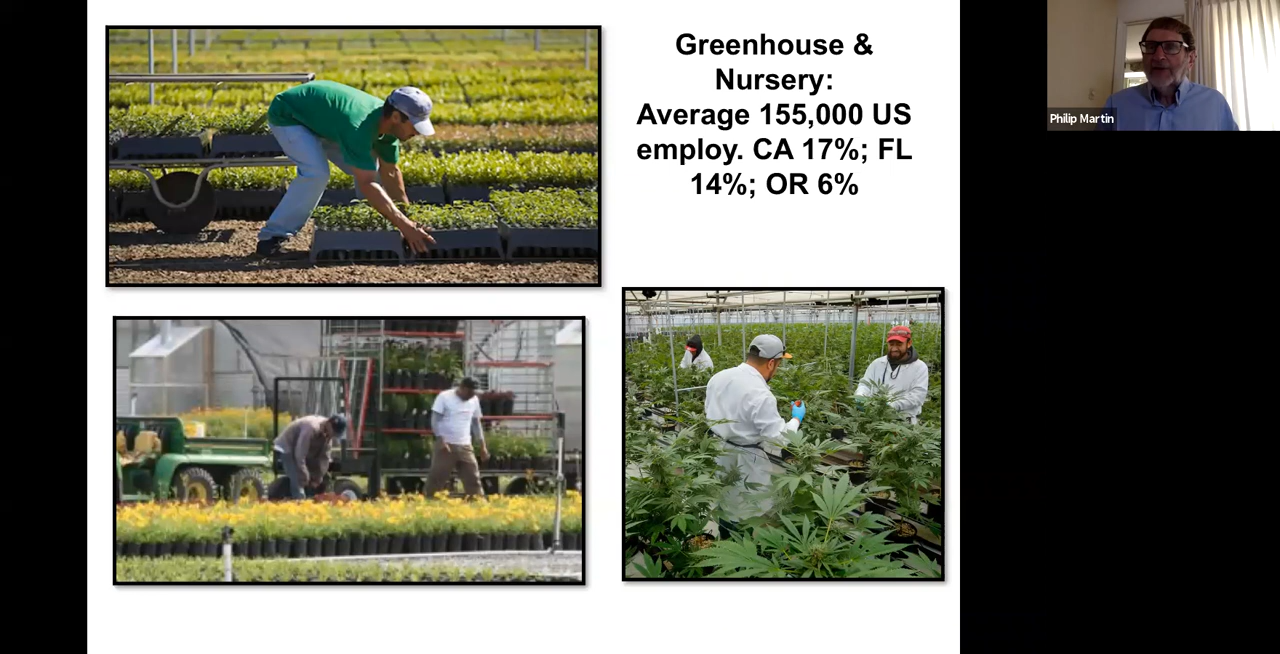 Greenhouse &
Nursery:
Average 155,000 US
employ. CA 17%; FL
14%; OR 6%
Philip Martin